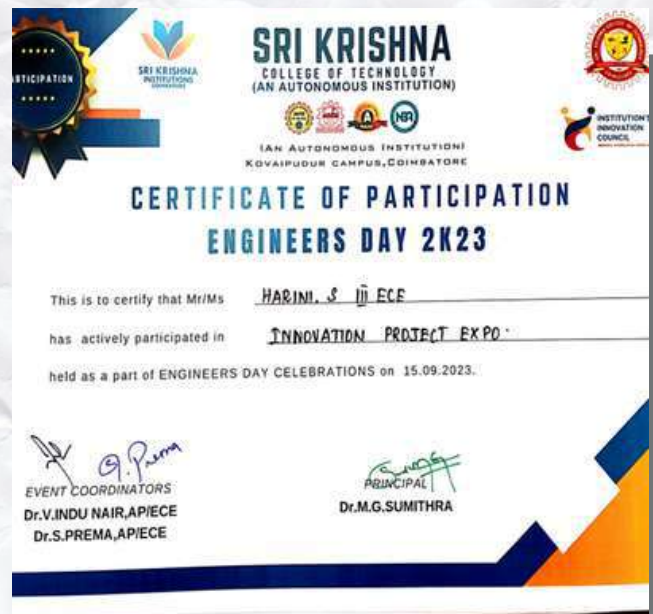 SRI KRISHNA
COLLEGE OF TECHNOLOGY
(AN AUTONOMOUS INSTITUTION)
SRI KRISHNA
INSTITUTIONS
PARTICIPATION
NBA
INSTITUTION'S
INNOVATION
COUNCIL
(AN AUTONOMOUS INSTITUTION)
KOVAIPUDUR CAMPUS,COIMBATORE
CERTIFICATE OF PARTICIPATION
ENGINEERS DAY 2K23
This is to certify that Mr/Ms HARINI. S III ECE
has actively participated in INNOVATION PROJECT EXPO.
held as a part of ENGINEERS DAY CELEBRATIONS on 15.09.2023.
G. Prema
EVENT COORDINATORS
PRINCIPAL
Dr.V.INDU NAIR,AP/ECE
Dr.M.G.SUMITHRA
Dr.S.PREMA,AP/ECE